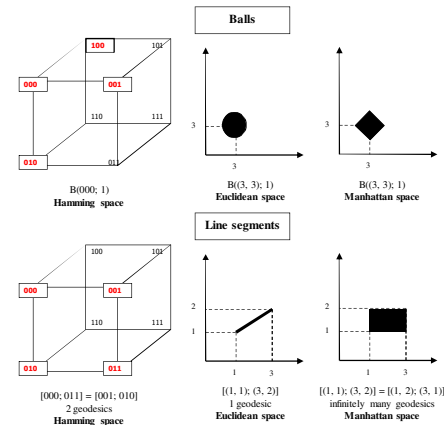 Balls
100 101
000 001
110 111
010 011
B(000; 1)
Hamming space
3
3
B((3, 3); 1)
Euclidean space
3
3
B((3, 3); 1)
Manhattan space
Line segments
100 101
000 001
110 111
010 011
[000; 011] = [001; 010]
2 geodesics
Hamming space
2
1
1 3
[(1, 1); (3, 2)]
1 geodesic
Euclidean space
2
1
1 3
[(1, 1); (3, 2)] = [(1, 2); (3, 1)]
infinitely many geodesics
Manhattan space